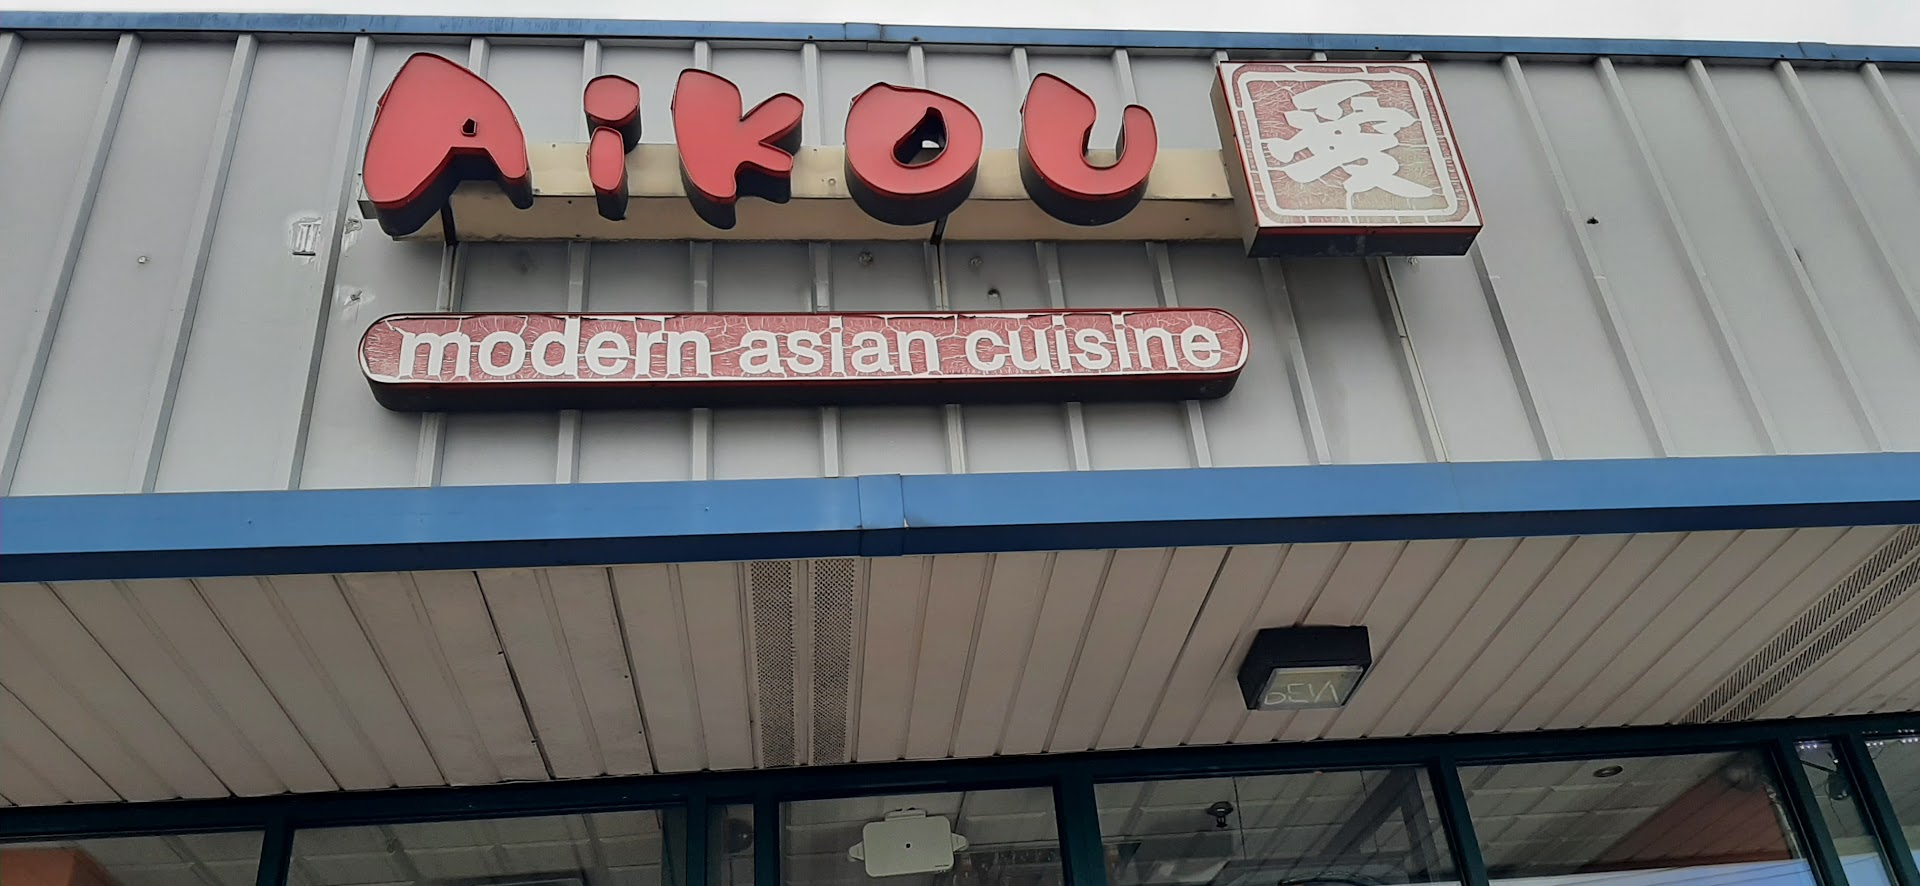 AiKOU 愛
modern asian cuisine